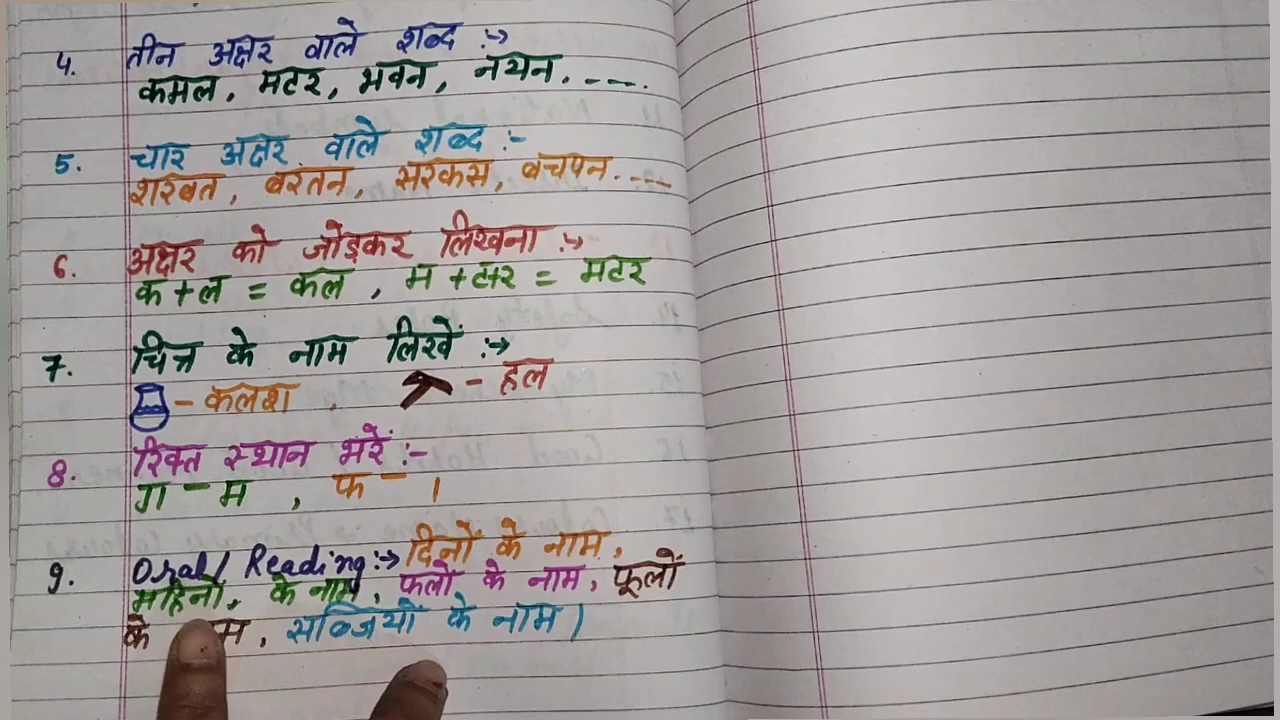 4. तीन अक्षर वाले शब्द :→
कमल, मटर, भवन, नयन. ----.
5. चार अक्षर वाले शब्द :-
शरबत, बरतन, सरकस, बचपन. ----
6. अक्षर को जोड़कर लिखना :→
क + ल = कल, म + ट+र = मटर
7. चित्र के नाम लिखें :→
- कलश, - हल
8. रिक्त स्थान भरें :-
ग - म, फ - ।
9. Oral / Reading :→ दिनों के नाम,
महिनों, के नाम, फलों के नाम, फूलों
के, सब्जियों के नाम।